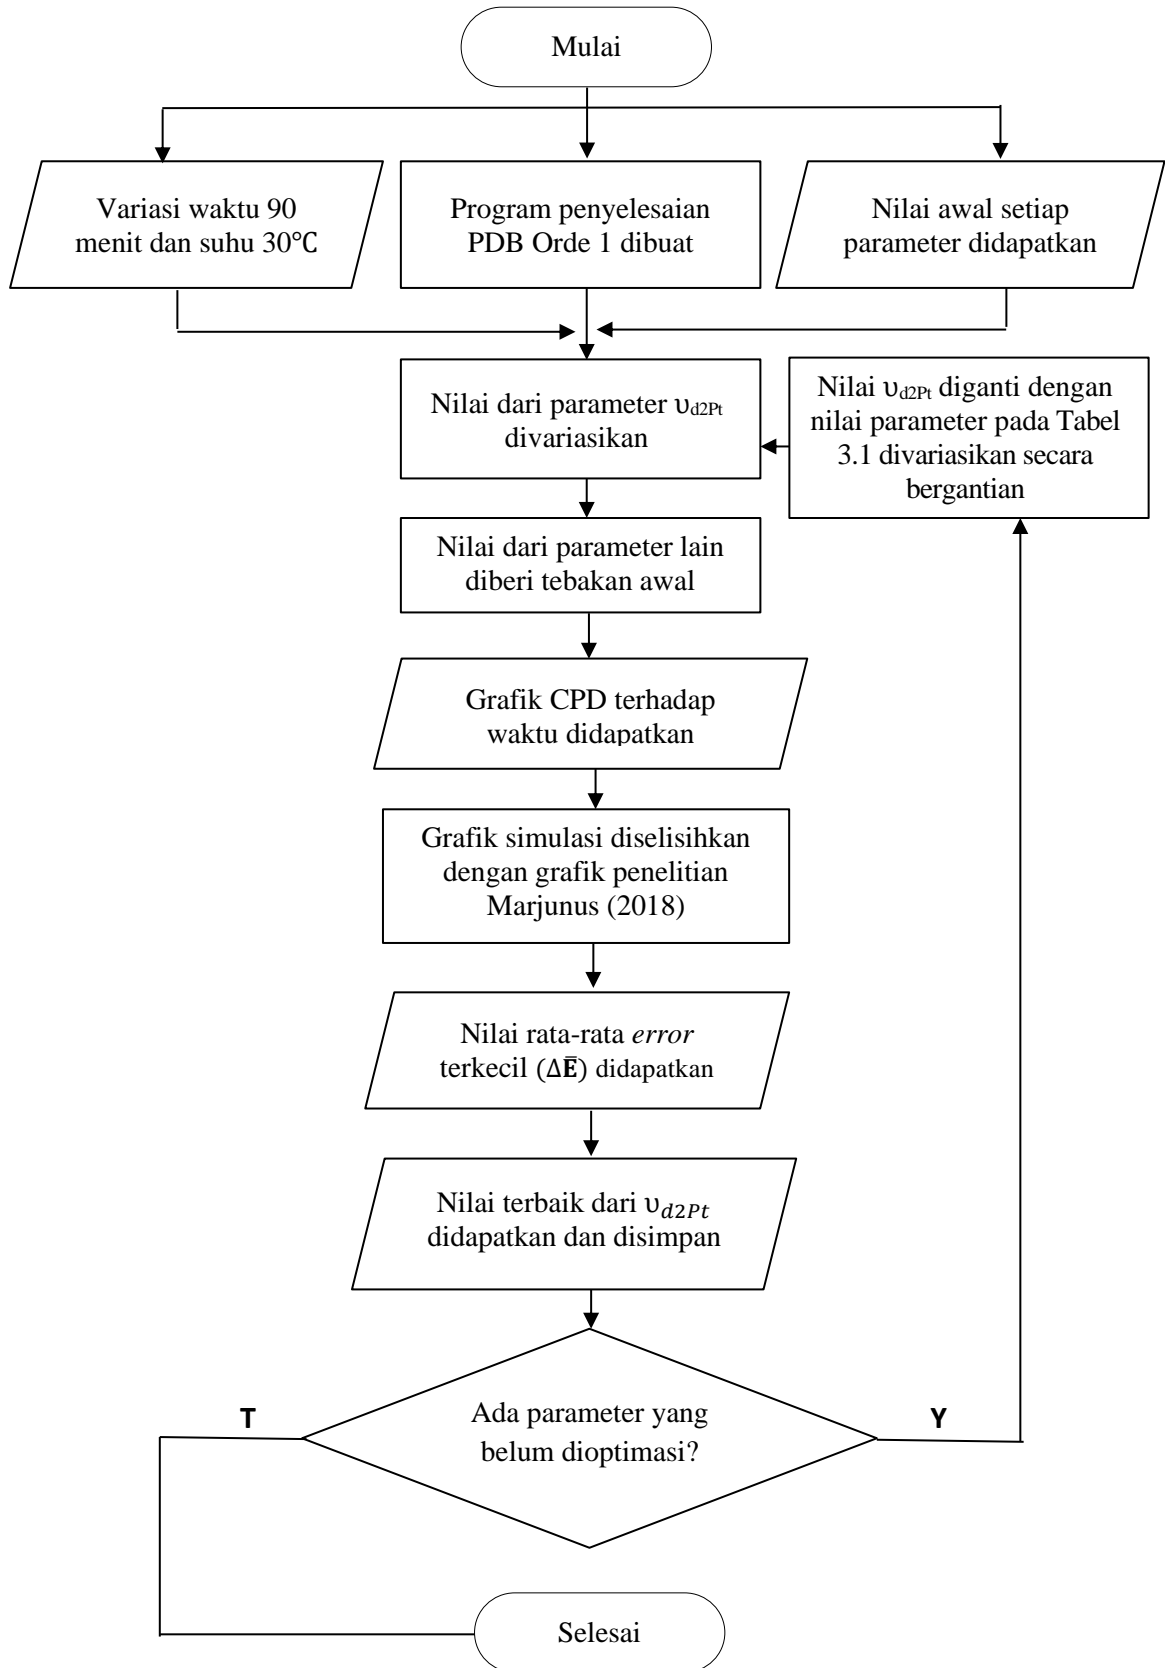 Mulai
Variasi waktu 90
menit dan suhu 30℃
Program penyelesaian
PDB Orde 1 dibuat
Nilai awal setiap
parameter didapatkan
Nilai dari parameter υd2Pt
divariasikan
Nilai υd2Pt diganti dengan
nilai parameter pada Tabel
3.1 divariasikan secara
bergantian
Nilai dari parameter lain
diberi tebakan awal
Grafik CPD terhadap
waktu didapatkan
Grafik simulasi diselisihkan
dengan grafik penelitian
Marjunus (2018)
Nilai rata-rata error
terkecil (ΔĒ) didapatkan
Nilai terbaik dari υd2Pt
didapatkan dan disimpan
T
Ada parameter yang
belum dioptimasi?
Y
Selesai